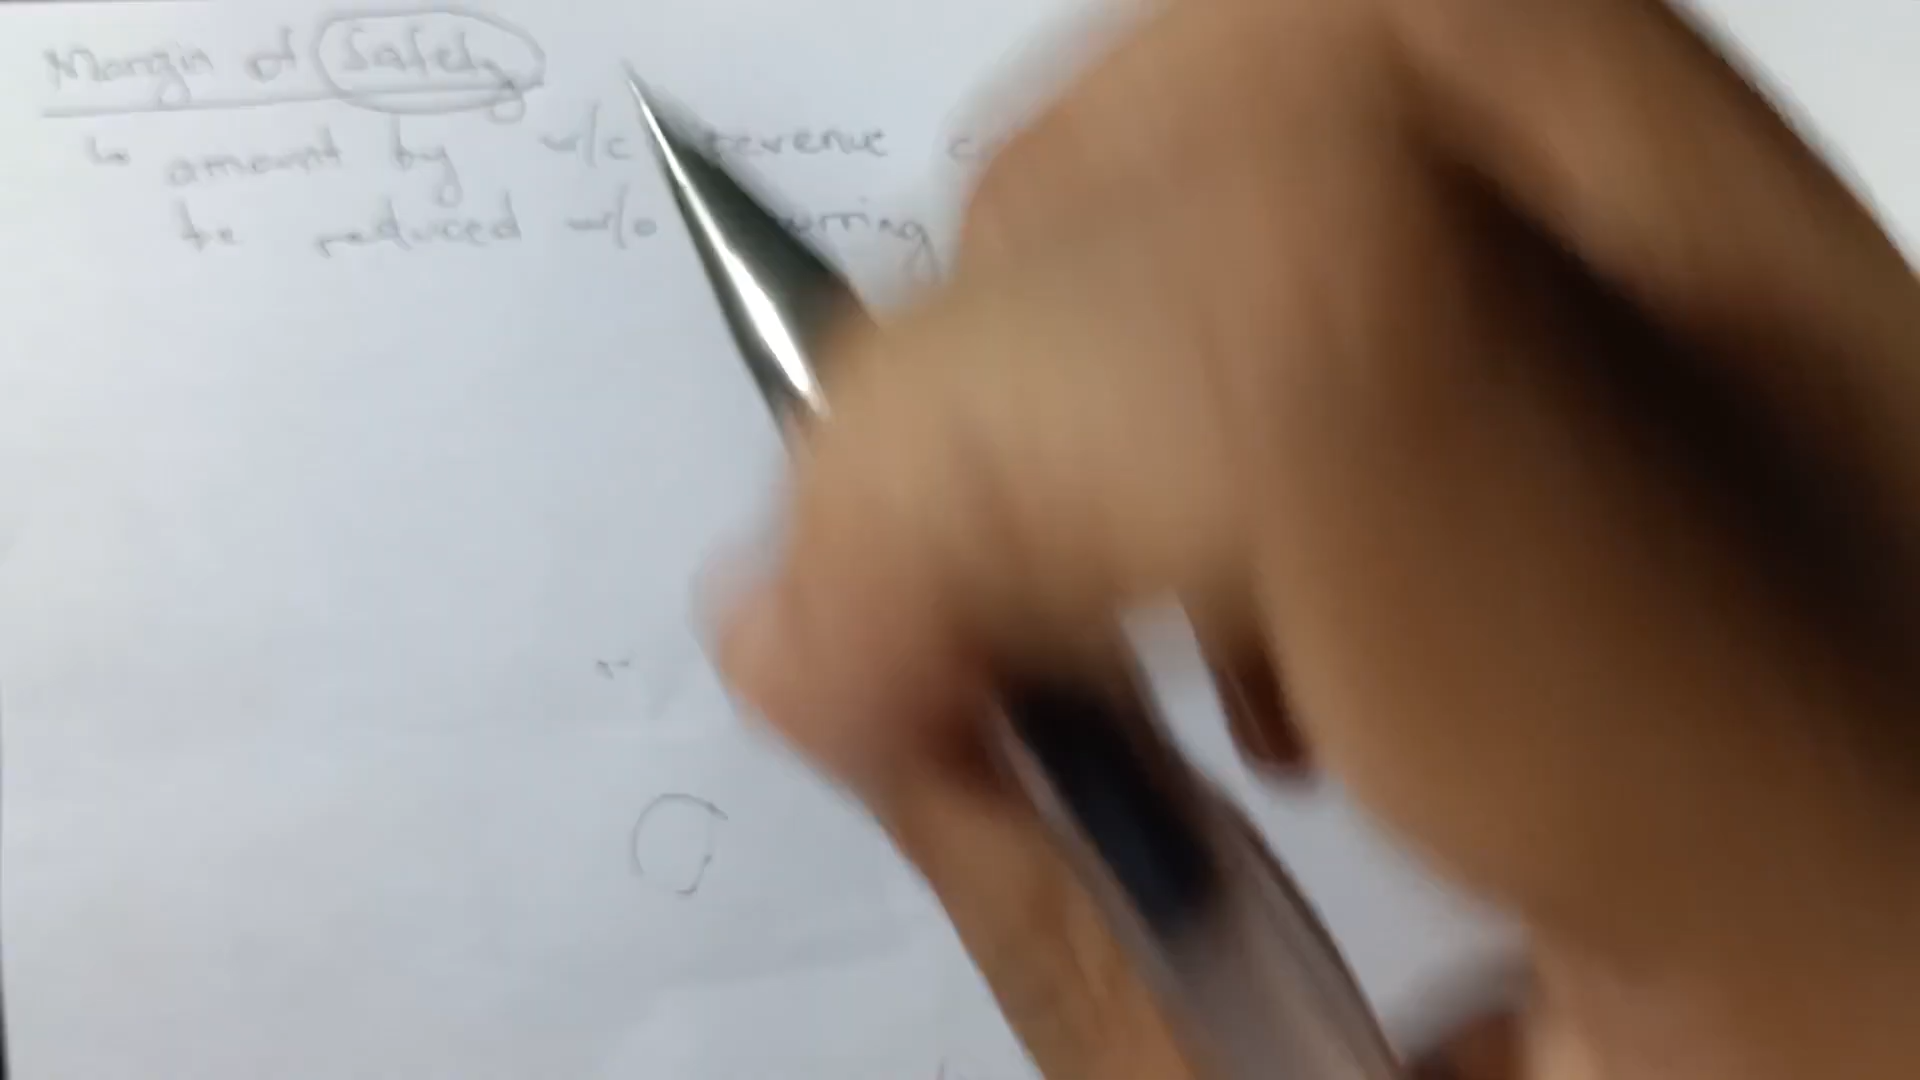 Margin of Safety
↳ amount by w/c revenue
be reduced w/o